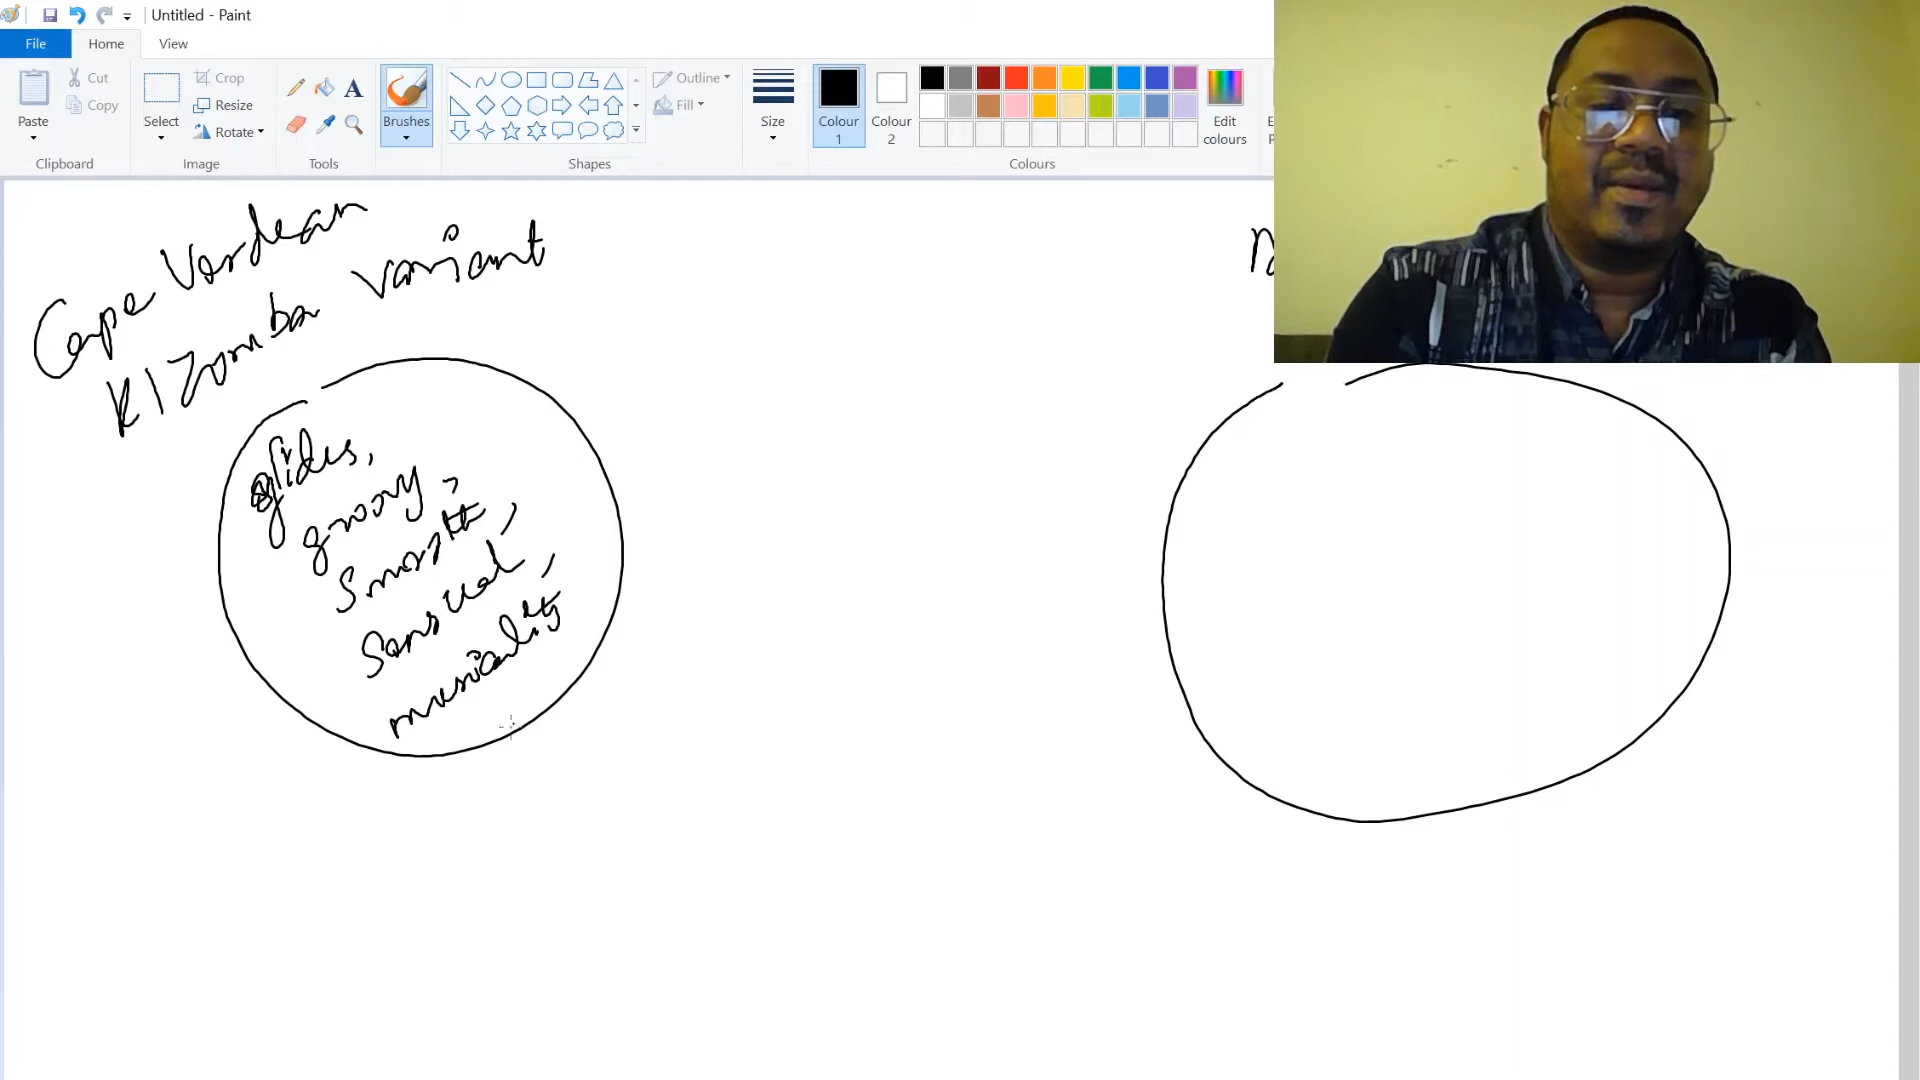 Untitled - Paint
File Home View
Paste
Cut
Copy
Clipboard
Select
Crop
Resize
Rotate
Image
Tools
Brushes
Shapes
Outline
Fill
Size
Colour 1
Colour 2
Edit colours
Colours
Cape Verdean
KIZomba Variant
glides,
groovy,
Smooth,
Sensual,
musicality